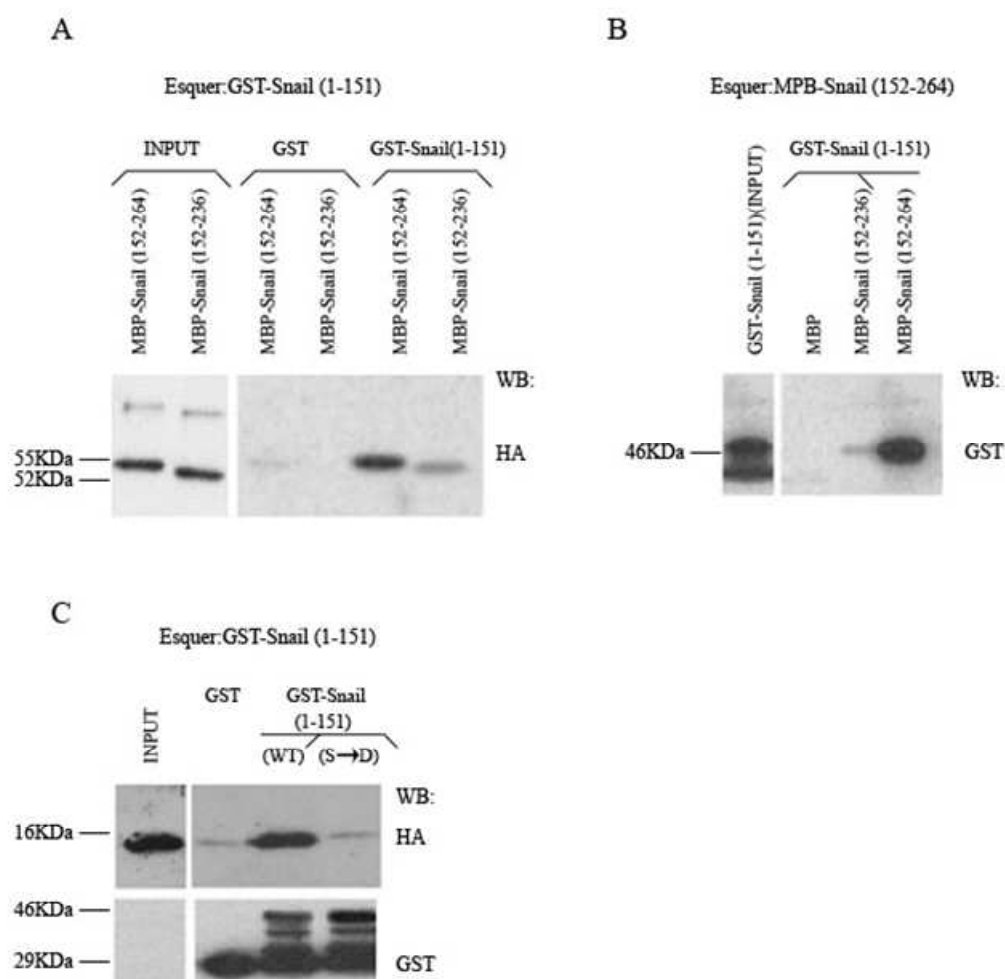 A
Esquer:GST-Snail (1-151)
INPUT GST GST-Snail(1-151)
MBP-Snail (152-264)
MBP-Snail (152-236)
MBP-Snail (152-264)
MBP-Snail (152-236)
MBP-Snail (152-264)
MBP-Snail (152-236)
WB:
55KDa
52KDa
HA
B
Esquer:MPB-Snail (152-264)
GST-Snail (1-151)
GST-Snail (1-151)(INPUT)
MBP
MBP-Snail (152-236)
MBP-Snail (152-264)
WB:
46KDa
GST
C
Esquer:GST-Snail (1-151)
INPUT
GST GST-Snail
(1-151)
(WT) (S→D)
WB:
16KDa
HA
46KDa
29KDa
GST